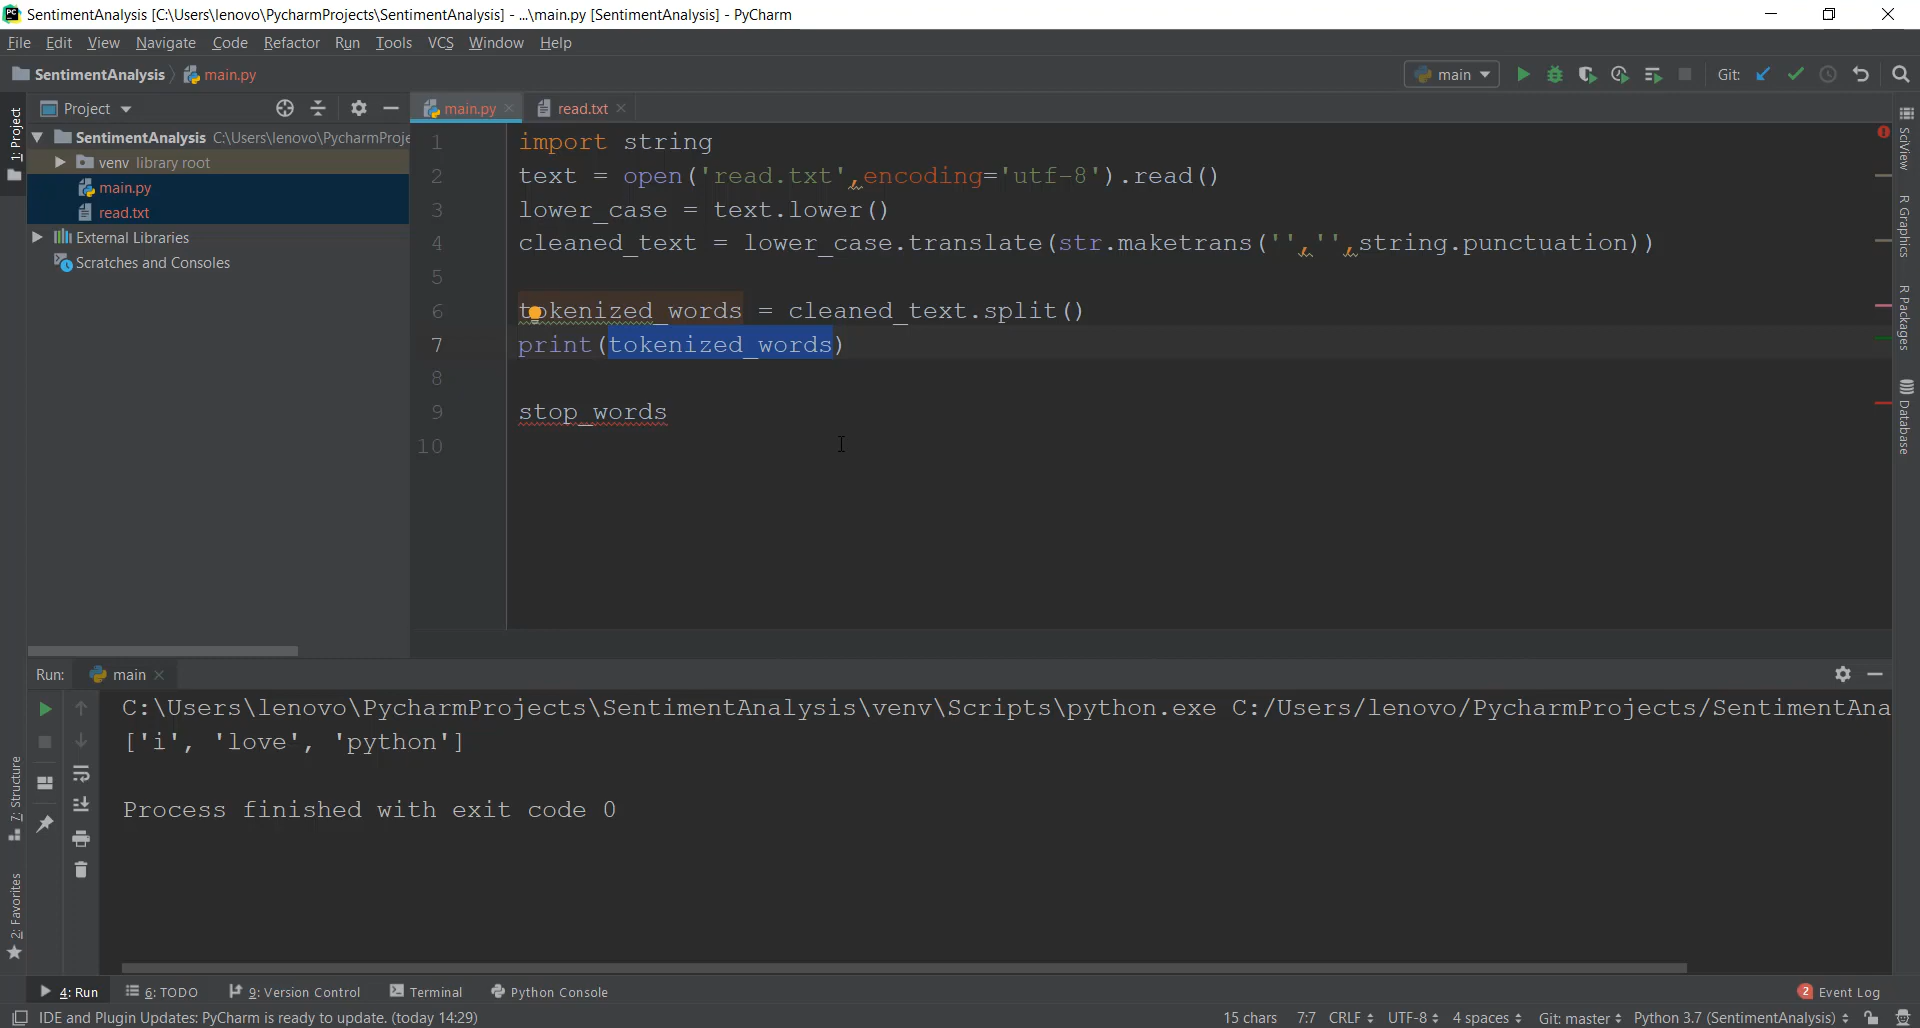 PC SentimentAnalysis [C:\Users\lenovo\PycharmProjects\SentimentAnalysis] - ...\main.py [SentimentAnalysis] - PyCharm
File Edit View Navigate Code Refactor Run Tools VCS Window Help
SentimentAnalysis main.py main Git:
1: Project
Project
main.py read.txt
SentimentAnalysis C:\Users\lenovo\PycharmProje
venv library root
main.py
read.txt
External Libraries
Scratches and Consoles
1 import string
2 text = open('read.txt',encoding='utf-8').read()
3 lower_case = text.lower()
4 cleaned_text = lower_case.translate(str.maketrans('','',string.punctuation))
5
6 tokenized_words = cleaned_text.split()
7 print(tokenized_words)
8
9 stop_words
10
SciView
R Graphics
R Packages
Database
Run: main
C:\Users\lenovo\PycharmProjects\SentimentAnalysis\venv\Scripts\python.exe C:/Users/lenovo/PycharmProjects/SentimentAna
['i', 'love', 'python']
Process finished with exit code 0
7: Structure
2: Favorites
4: Run 6: TODO 9: Version Control Terminal Python Console 2 Event Log
IDE and Plugin Updates: PyCharm is ready to update. (today 14:29) 15 chars 7:7 CRLF UTF-8 4 spaces Git: master Python 3.7 (SentimentAnalysis)